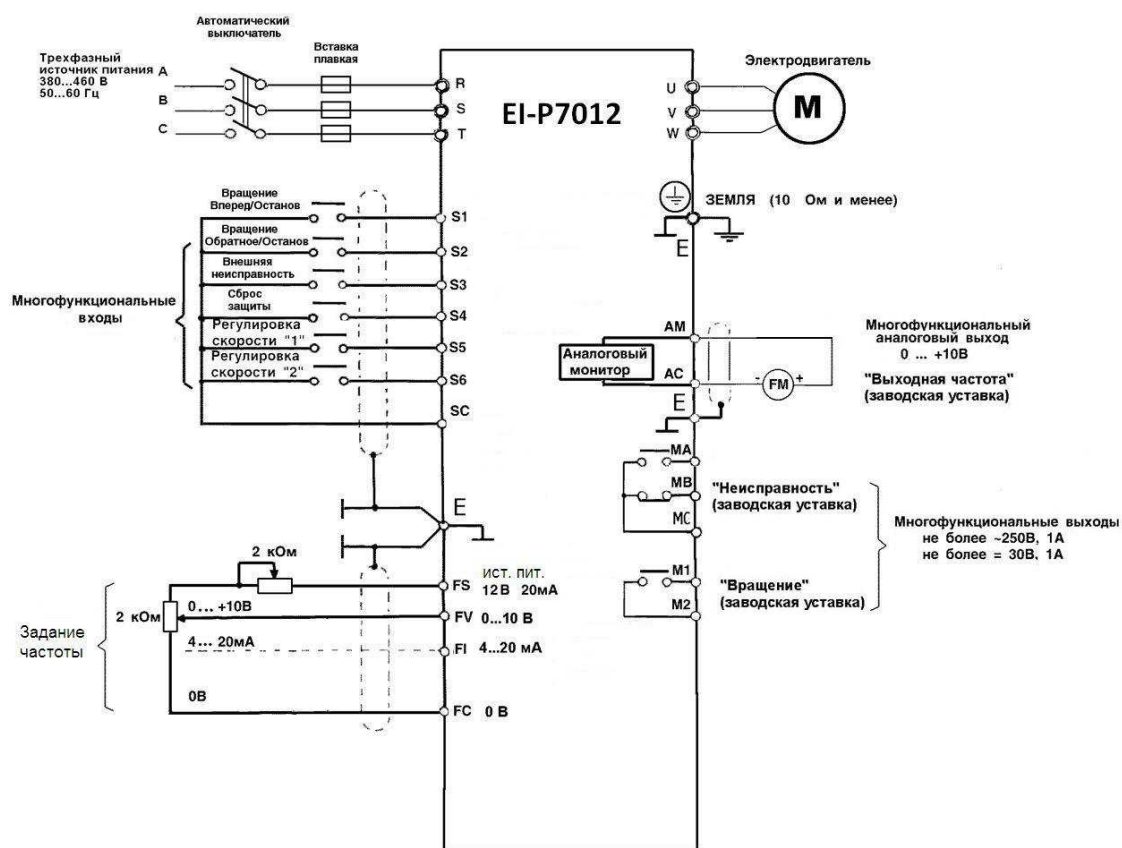 Автоматический
выключатель
Вставка
плавкая
Трехфазный
источник питания
380...460 В
50...60 Гц
A
B
C
R
S
T
EI-P7012
U
V
W
Электродвигатель
M
ЗЕМЛЯ (10 Ом и менее)
E
Вращение
Вперед/Останов
S1
Вращение
Обратное/Останов
S2
Внешняя
неисправность
S3
Сброс
защиты
S4
Регулировка
скорости "1"
S5
Регулировка
скорости "2"
S6
SC
Многофункциональные
входы
AM
Аналоговый
монитор
AC
- FM +
E
Многофункциональный
аналоговый выход
0 ... +10В
"Выходная частота"
(заводская уставка)
MA
MB
MC
"Неисправность"
(заводская уставка)
M1
M2
"Вращение"
(заводская уставка)
Многофункциональные выходы
не более ~250В, 1А
не более = 30В, 1А
E
2 кОм
FS
ист. пит.
12В 20мА
2 кОм
0... +10В
FV 0...10 В
4... 20мА
FI 4...20 мА
Задание
частоты
0В
FC 0 В